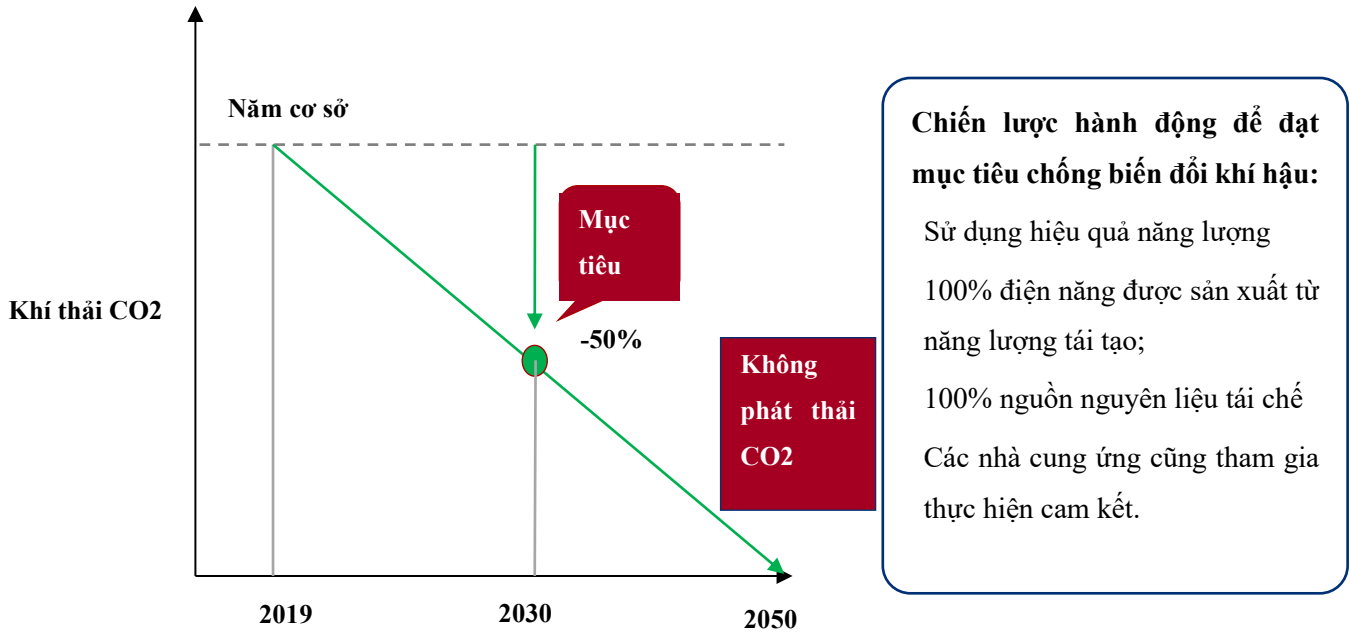 Năm cơ sở
Khí thải CO2
Mục
tiêu
-50%
Không
phát thải
CO2
2019
2030
2050
Chiến lược hành động để đạt
mục tiêu chống biến đổi khí hậu:
Sử dụng hiệu quả năng lượng
100% điện năng được sản xuất từ
năng lượng tái tạo;
100% nguồn nguyên liệu tái chế
Các nhà cung ứng cũng tham gia
thực hiện cam kết.